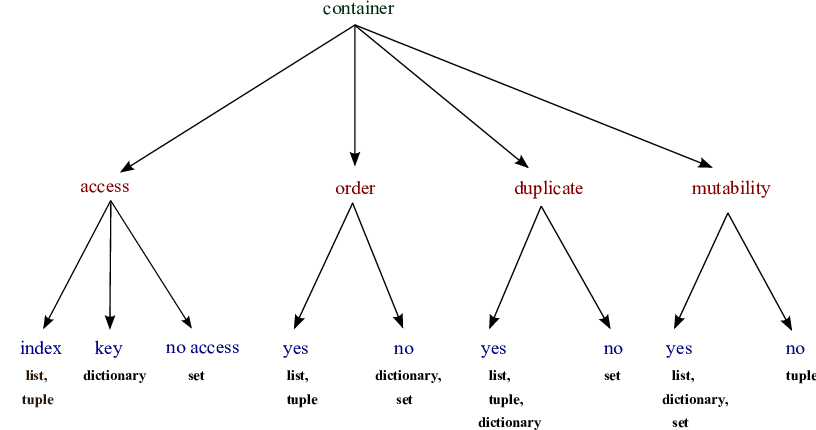 container
access order duplicate mutability
index key no access yes no yes no yes no
list, dictionary set list, dictionary, list, set list, tuple
tuple tuple set tuple, dictionary,
dictionary set